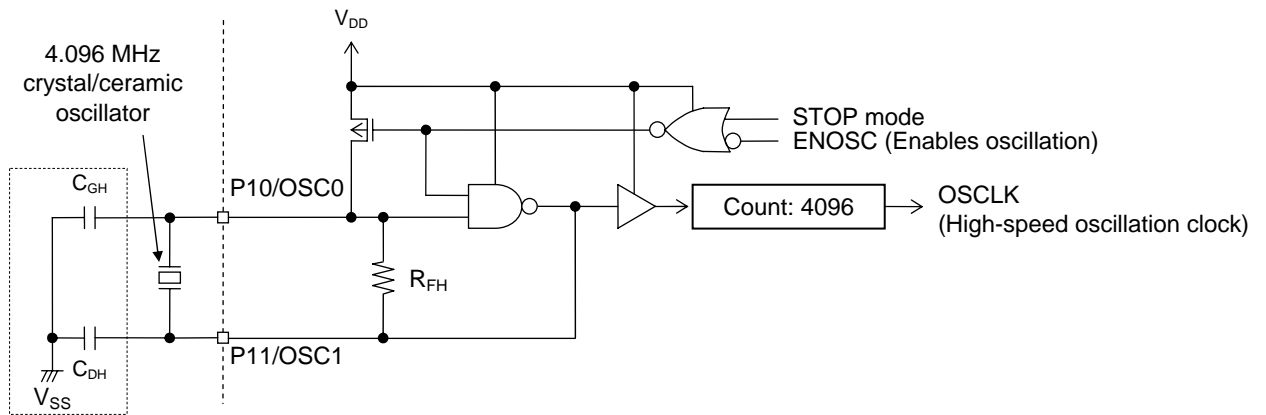 V_DD
4.096 MHz
crystal/ceramic
oscillator
STOP mode
ENOSC (Enables oscillation)
C_GH
P10/OSC0
Count: 4096
OSCLK
(High-speed oscillation clock)
R_FH
P11/OSC1
C_DH
V_SS